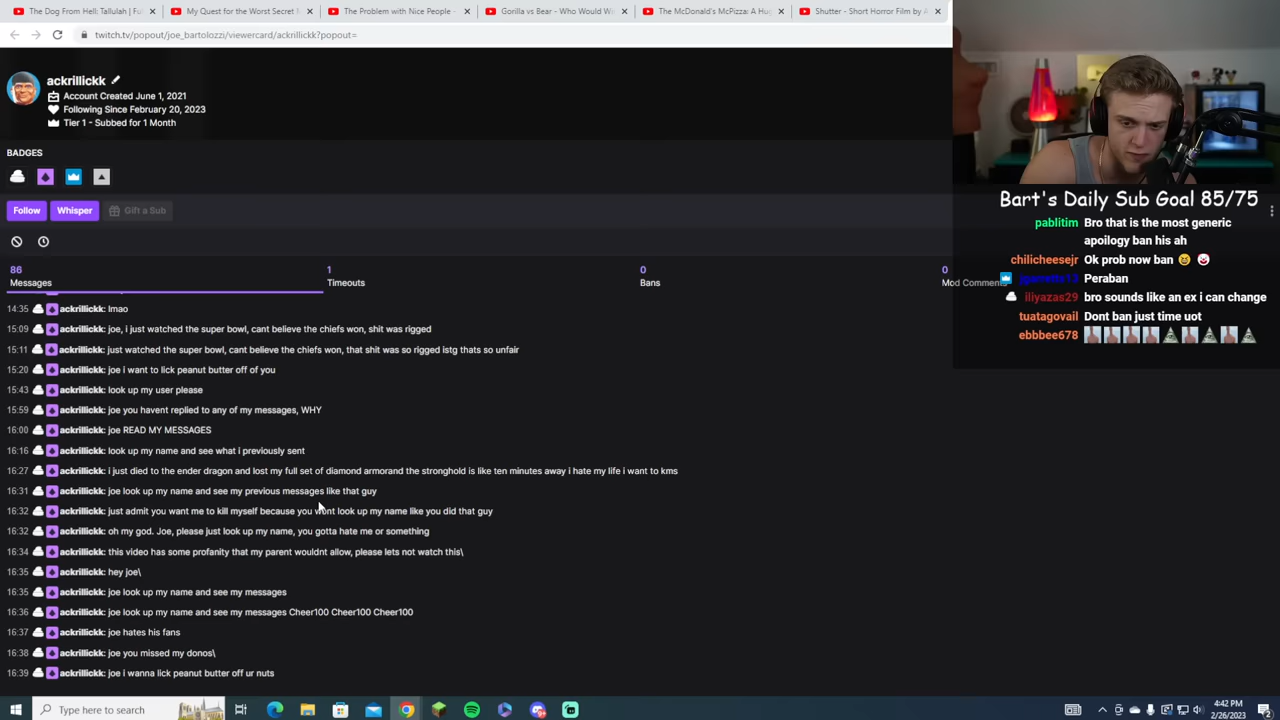 The Dog From Hell: Tallulah | Fu
My Quest for the Worst Secret M
The Problem with Nice People -
Gorilla vs Bear - Who Would Wi
The McDonald's McPizza: A Hug
Shutter - Short Horror Film by A
twitch.tv/popout/joe_bartolozzi/viewercard/ackrillickk?popout=
ackrillickk
Account Created June 1, 2021
Following Since February 20, 2023
Tier 1 - Subbed for 1 Month
BADGES
Follow Whisper Gift a Sub
86 1 0 0
Messages Timeouts Bans Mod Comments
14:35 ackrillickk: lmao
15:09 ackrillickk: joe, i just watched the super bowl, cant believe the chiefs won, shit was rigged
15:11 ackrillickk: just watched the super bowl, cant believe the chiefs won, that shit was so rigged istg thats so unfair
15:20 ackrillickk: joe i want to lick peanut butter off of you
15:43 ackrillickk: look up my user please
15:59 ackrillickk: joe you havent replied to any of my messages, WHY
16:00 ackrillickk: joe READ MY MESSAGES
16:16 ackrillickk: look up my name and see what i previously sent
16:27 ackrillickk: i just died to the ender dragon and lost my full set of diamond armorand the stronghold is like ten minutes away i hate my life i want to kms
16:31 ackrillickk: joe look up my name and see my previous messages like that guy
16:32 ackrillickk: just admit you want me to kill myself because you wont look up my name like you did that guy
16:32 ackrillickk: oh my god. Joe, please just look up my name, you gotta hate me or something
16:34 ackrillickk: this video has some profanity that my parent wouldnt allow, please lets not watch this\
16:35 ackrillickk: hey joe\
16:35 ackrillickk: joe look up my name and see my messages
16:36 ackrillickk: joe look up my name and see my messages Cheer100 Cheer100 Cheer100
16:37 ackrillickk: joe hates his fans
16:38 ackrillickk: joe you missed my donos\
16:39 ackrillickk: joe i wanna lick peanut butter off ur nuts
Bart's Daily Sub Goal 85/75
pablitim Bro that is the most generic
apoilogy ban his ah
chilicheesejr Ok prob now ban
Peraban
iliyazas29 bro sounds like an ex i can change
tuatagovail Dont ban just time uot
ebbbee678
Type here to search
4:42 PM
2/26/2023